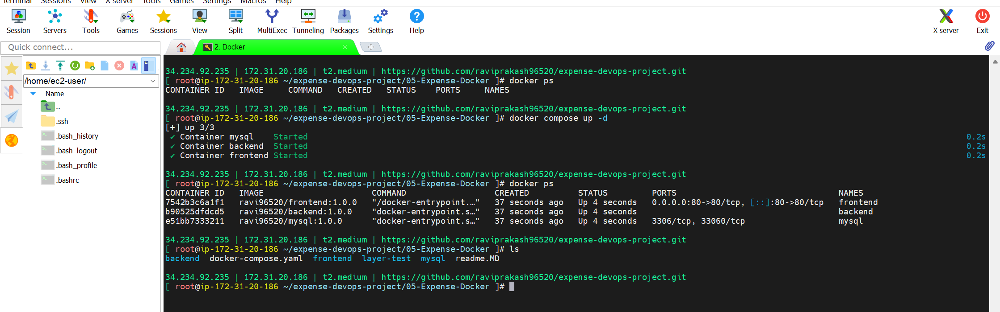 Terminal Sessions View X server Tools Games Settings Macros Help
Session Servers Tools Games Sessions View Split MultiExec Tunneling Packages Settings Help X server Exit
Quick connect...
2. Docker
/home/ec2-user/
Name
..
.ssh
.bash_history
.bash_logout
.bash_profile
.bashrc
34.234.92.235 | 172.31.20.186 | t2.medium | https://github.com/raviprakash96520/expense-devops-project.git
[ root@ip-172-31-20-186 ~/expense-devops-project/05-Expense-Docker ]# docker ps
CONTAINER ID   IMAGE     COMMAND   CREATED   STATUS    PORTS     NAMES
34.234.92.235 | 172.31.20.186 | t2.medium | https://github.com/raviprakash96520/expense-devops-project.git
[ root@ip-172-31-20-186 ~/expense-devops-project/05-Expense-Docker ]# docker compose up -d
[+] up 3/3
✔ Container mysql    Started 0.2s
✔ Container backend  Started 0.2s
✔ Container frontend Started 0.2s
34.234.92.235 | 172.31.20.186 | t2.medium | https://github.com/raviprakash96520/expense-devops-project.git
[ root@ip-172-31-20-186 ~/expense-devops-project/05-Expense-Docker ]# docker ps
CONTAINER ID   IMAGE                      COMMAND                  CREATED          STATUS         PORTS                                 NAMES
7542b3c6a1f1   ravi96520/frontend:1.0.0   "/docker-entrypoint.…"   37 seconds ago   Up 4 seconds   0.0.0.0:80->80/tcp, [::]:80->80/tcp   frontend
b90525dfdcd5   ravi96520/backend:1.0.0    "docker-entrypoint.s…"   37 seconds ago   Up 4 seconds                                         backend
e51bb7333211   ravi96520/mysql:1.0.0      "docker-entrypoint.s…"   37 seconds ago   Up 4 seconds   3306/tcp, 33060/tcp                   mysql
34.234.92.235 | 172.31.20.186 | t2.medium | https://github.com/raviprakash96520/expense-devops-project.git
[ root@ip-172-31-20-186 ~/expense-devops-project/05-Expense-Docker ]# ls
backend  docker-compose.yaml  frontend  layer-test  mysql  readme.MD
34.234.92.235 | 172.31.20.186 | t2.medium | https://github.com/raviprakash96520/expense-devops-project.git
[ root@ip-172-31-20-186 ~/expense-devops-project/05-Expense-Docker ]#